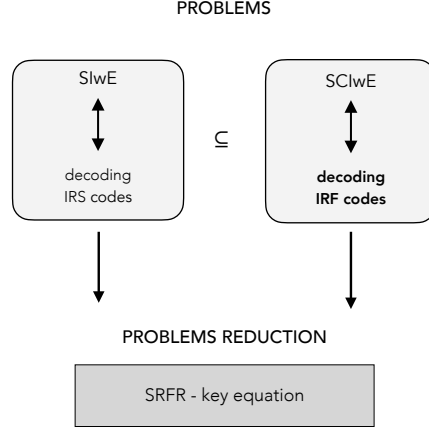 PROBLEMS
SIwE
decoding
IRS codes
⊆
SCIwE
decoding
IRF codes
PROBLEMS REDUCTION
SRFR - key equation